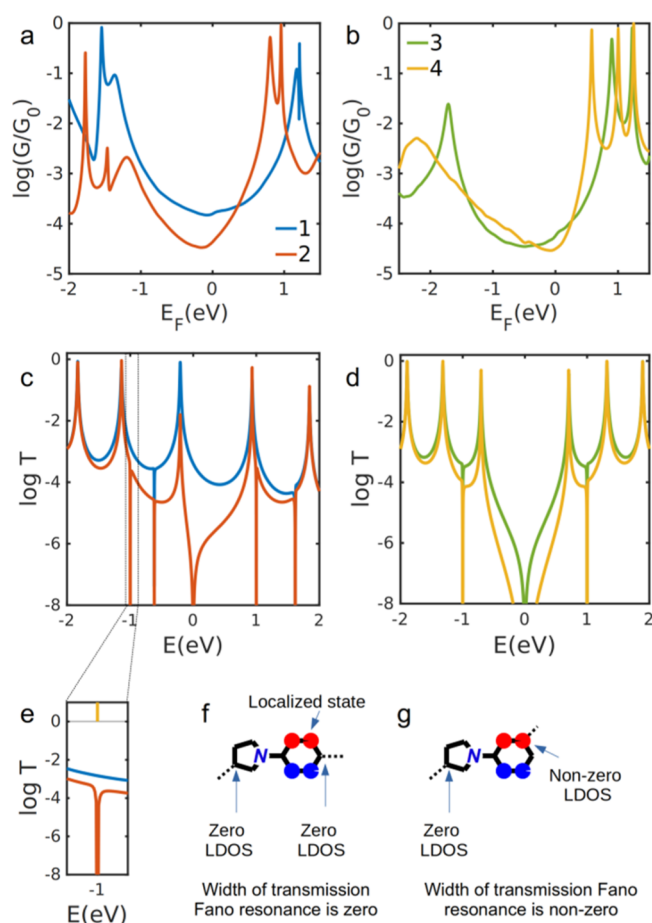 a
b
0
-1
-2
-3
-4
-5
log(G/G0)
-2
-1
0
1
EF(eV)
1
2
0
-1
-2
-3
-4
-5
log(G/G0)
-2
-1
0
1
EF(eV)
3
4
c
d
0
-2
-4
-6
-8
log T
-2
-1
0
1
2
E(eV)
0
-2
-4
-6
-8
log T
-2
-1
0
1
2
E(eV)
e
f
g
0
-2
-4
-6
-8
log T
-1
E(eV)
Localized state
N
Zero
LDOS
Zero
LDOS
Width of transmission
Fano resonance is zero
N
Non-zero
LDOS
Zero
LDOS
Width of transmission Fano
resonance is non-zero